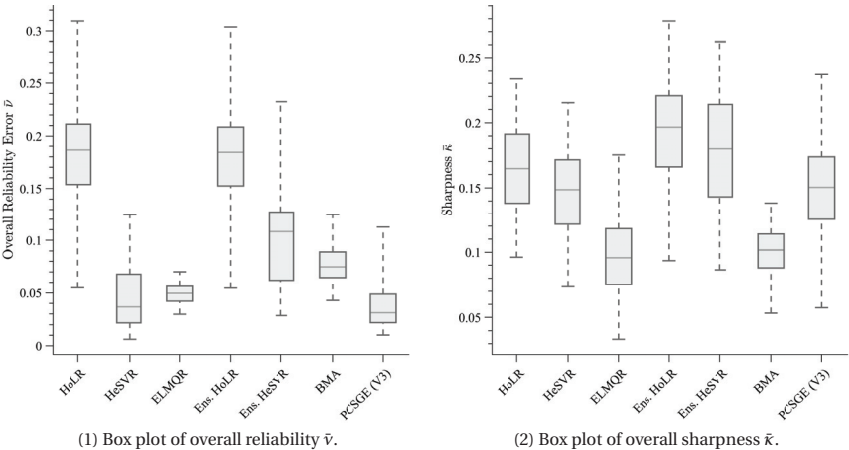 0.3
0.25
0.2
0.15
0.1
0.05
0
Overall Reliability Error ν̄
HoLR
HeSVR
ELMQR
Ens. HoLR
Ens. HeSVR
BMA
PCSGE (V3)
(1) Box plot of overall reliability ν̄.
0.25
0.2
0.15
0.1
0.05
Sharpness κ̄
HoLR
HeSVR
ELMQR
Ens. HoLR
Ens. HeSVR
BMA
PCSGE (V3)
(2) Box plot of overall sharpness κ̄.